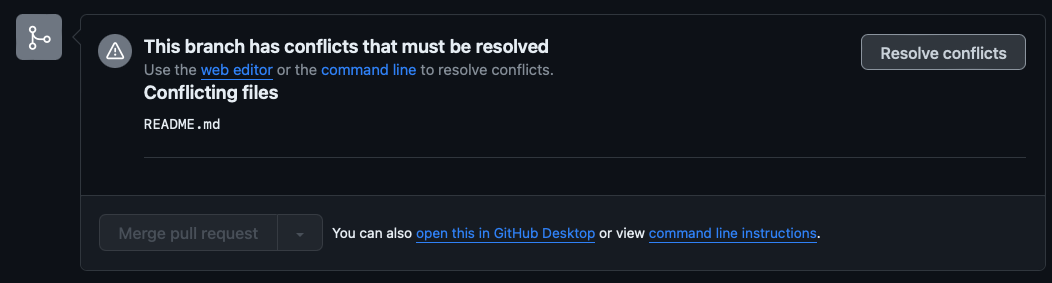 This branch has conflicts that must be resolved
Resolve conflicts
Use the web editor or the command line to resolve conflicts.
Conflicting files
README.md
Merge pull request
You can also open this in GitHub Desktop or view command line instructions.